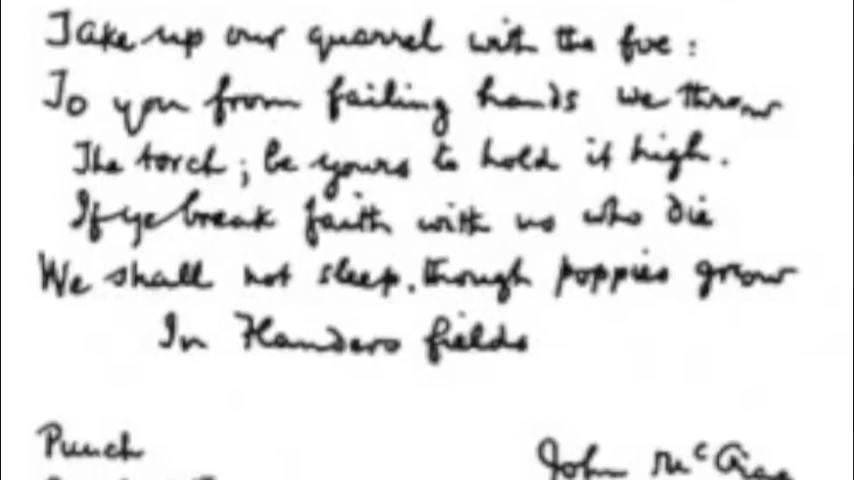 Take up our quarrel with the foe :
To you from failing hands we throw
The torch ; be yours to hold it high.
If ye break faith with us who die
We shall not sleep, though poppies grow
In Flanders fields
Punch
John McCrae